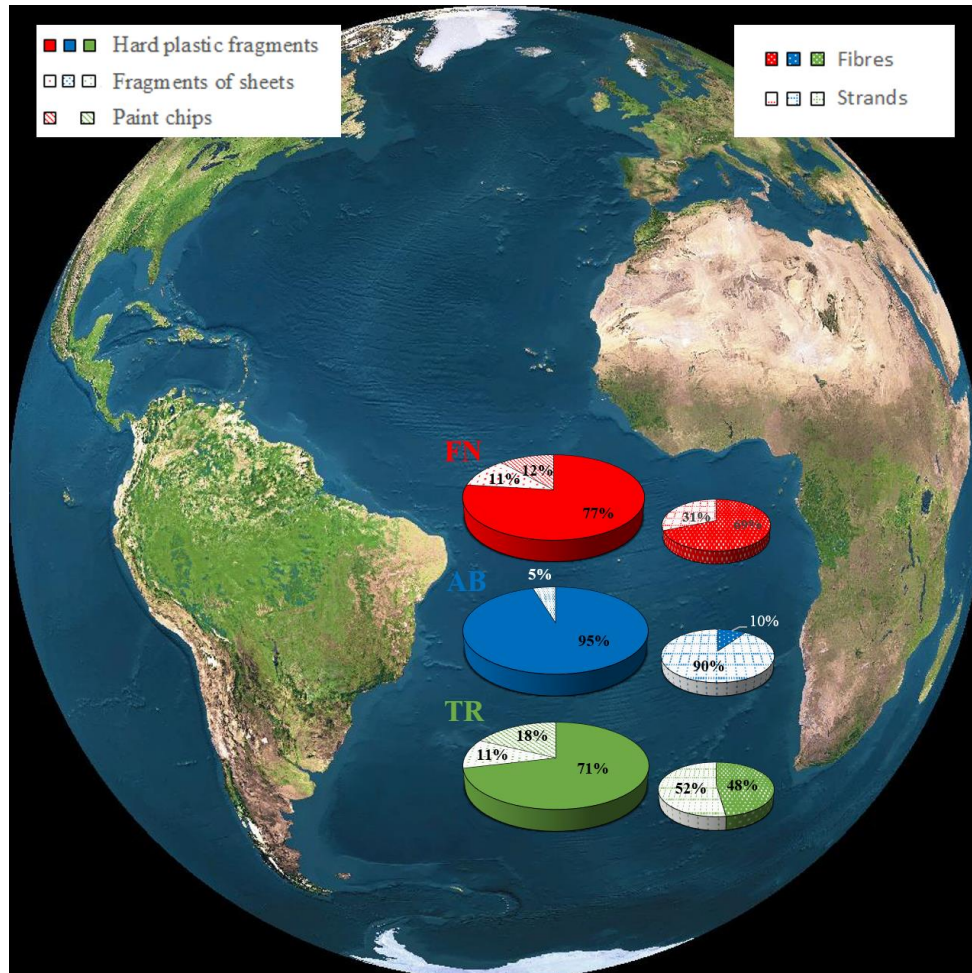 Hard plastic fragments
Fragments of sheets
Paint chips
Fibres
Strands
FN
12%
11%
77%
31%
69%
5%
AB
95%
10%
90%
TR
18%
11%
71%
52%
48%